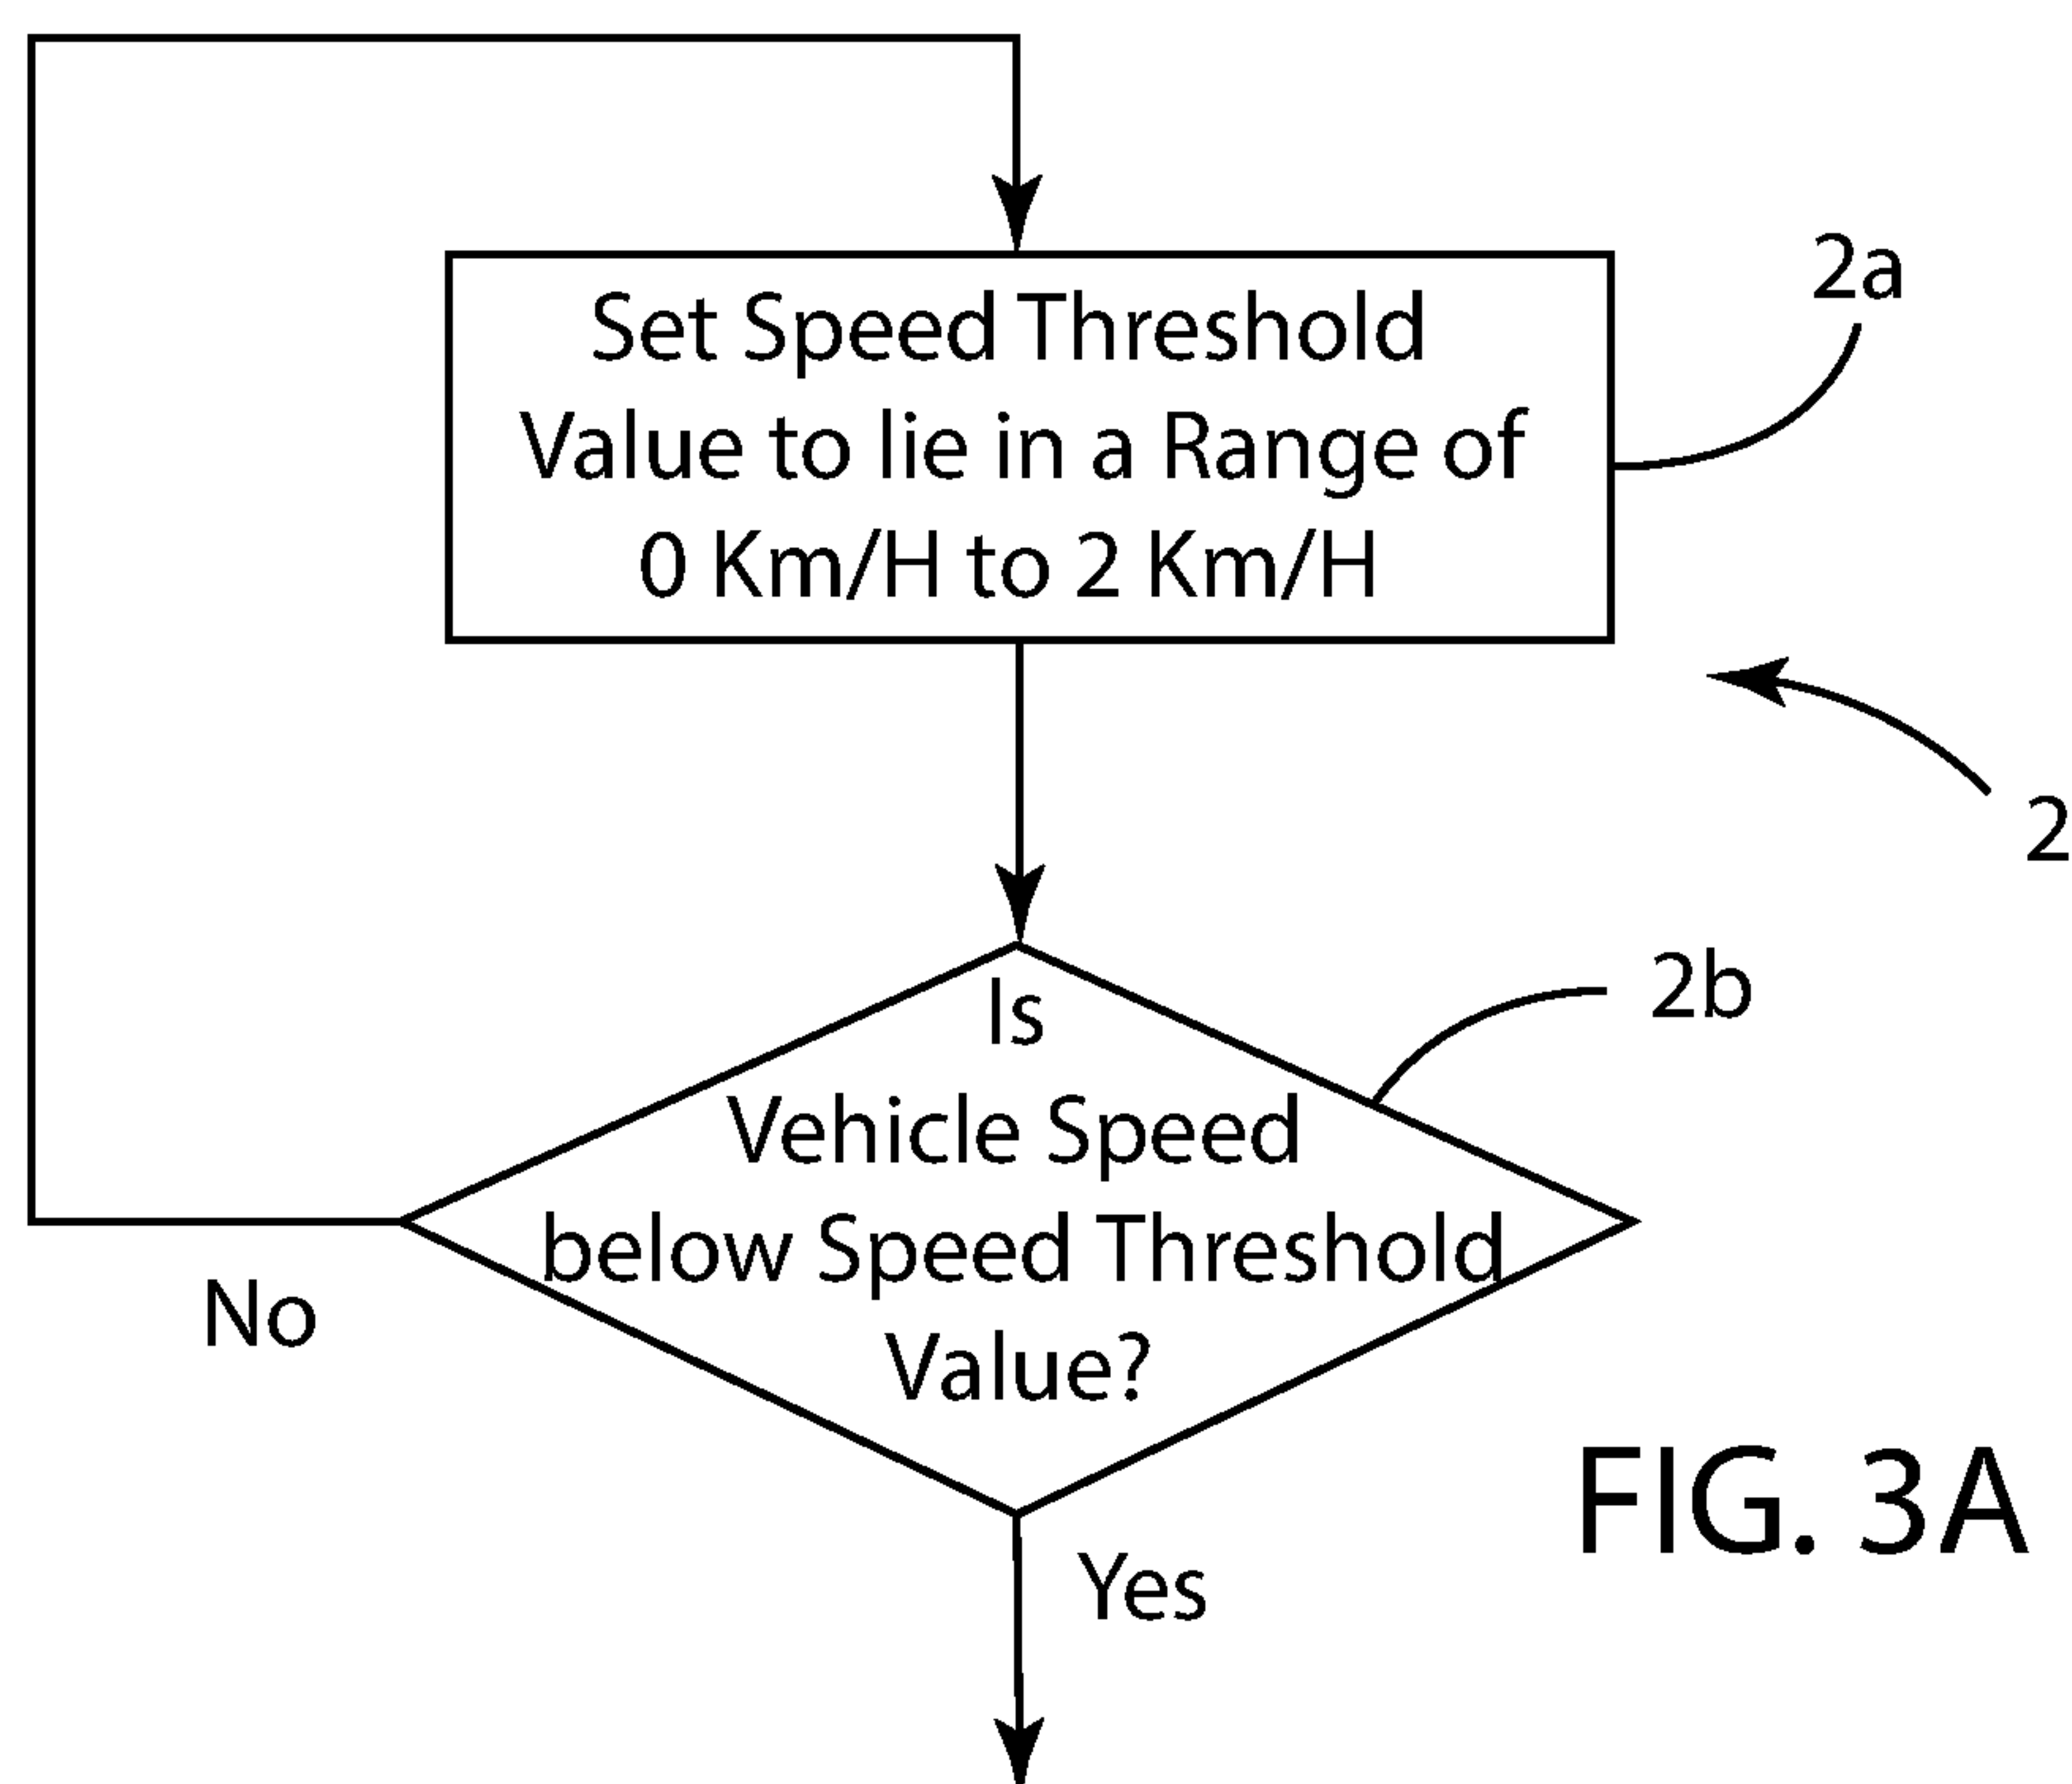 Set Speed Threshold
Value to lie in a Range of
0 Km/H to 2 Km/H
2a
2
Is
Vehicle Speed
below Speed Threshold
Value?
2b
No
Yes
FIG. 3A